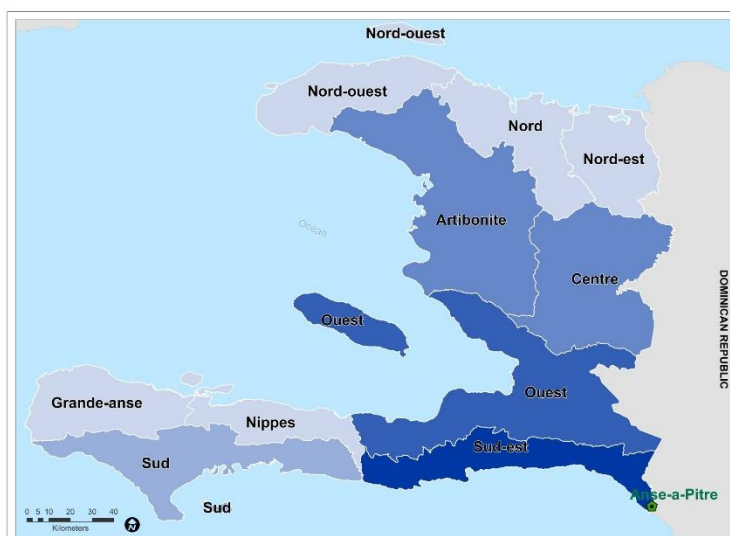 Nord-ouest
Nord-ouest
Nord
Nord-est
Ocean
Artibonite
Centre
DOMINICAN REPUBLIC
Ouest
Grande-anse
Ouest
Nippes
Sud-est
Sud
Anse-a-Pitre
Sud
0 5 10 20 30 40
Kilometers
N